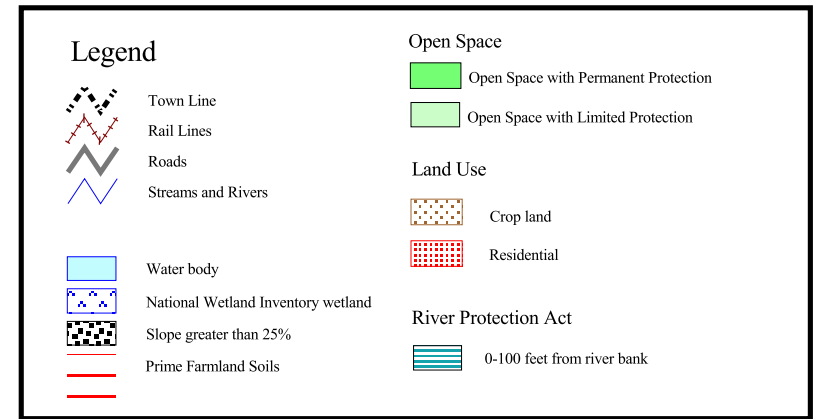 Legend
Town Line
Rail Lines
Roads
Streams and Rivers
Water body
National Wetland Inventory wetland
Slope greater than 25%
Prime Farmland Soils
Open Space
Open Space with Permanent Protection
Open Space with Limited Protection
Land Use
Crop land
Residential
River Protection Act
0-100 feet from river bank